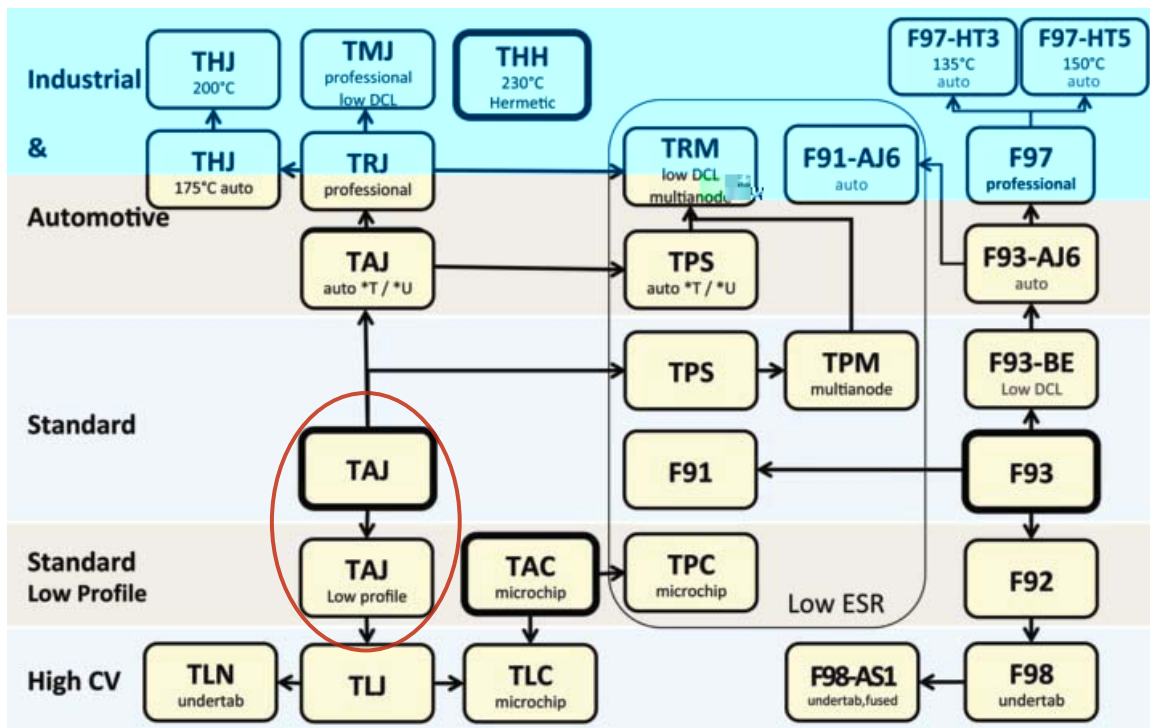 THJ
200°C
TMJ
professional
low DCL
THH
230°C
Hermetic
F97-HT3
135°C
auto
F97-HT5
150°C
auto
Industrial
&
Automotive
THJ
175°C auto
TRJ
professional
TRM
low DCL
multianode
F91-AJ6
auto
F97
professional
TAJ
auto *T / *U
TPS
auto *T / *U
F93-AJ6
auto
Standard
TPS
TPM
multianode
F93-BE
Low DCL
TAJ
F91
F93
Standard
Low Profile
TAJ
Low profile
TAC
microchip
TPC
microchip
Low ESR
F92
High CV
TLN
undertab
TLJ
TLC
microchip
F98-AS1
undertab,fused
F98
undertab